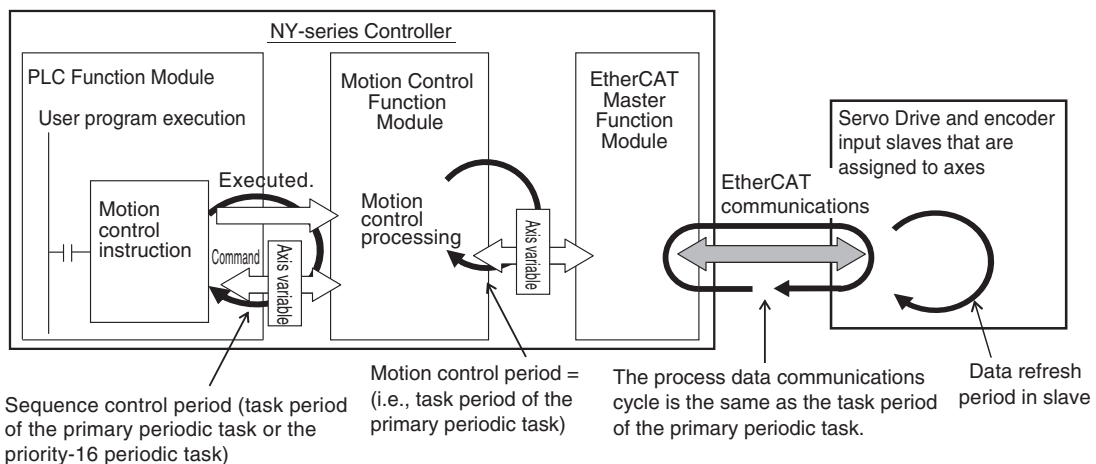 NY-series Controller
PLC Function Module
User program execution
Motion
control
instruction
Executed.
Command
Axis variable
Motion Control
Function
Module
Motion
control
processing
Axis variable
EtherCAT
Master
Function
Module
EtherCAT
communications
Servo Drive and encoder
input slaves that are
assigned to axes
Sequence control period (task period
of the primary periodic task or the
priority-16 periodic task)
Motion control period =
(i.e., task period of the
primary periodic task)
The process data communications
cycle is the same as the task period
of the primary periodic task.
Data refresh
period in slave